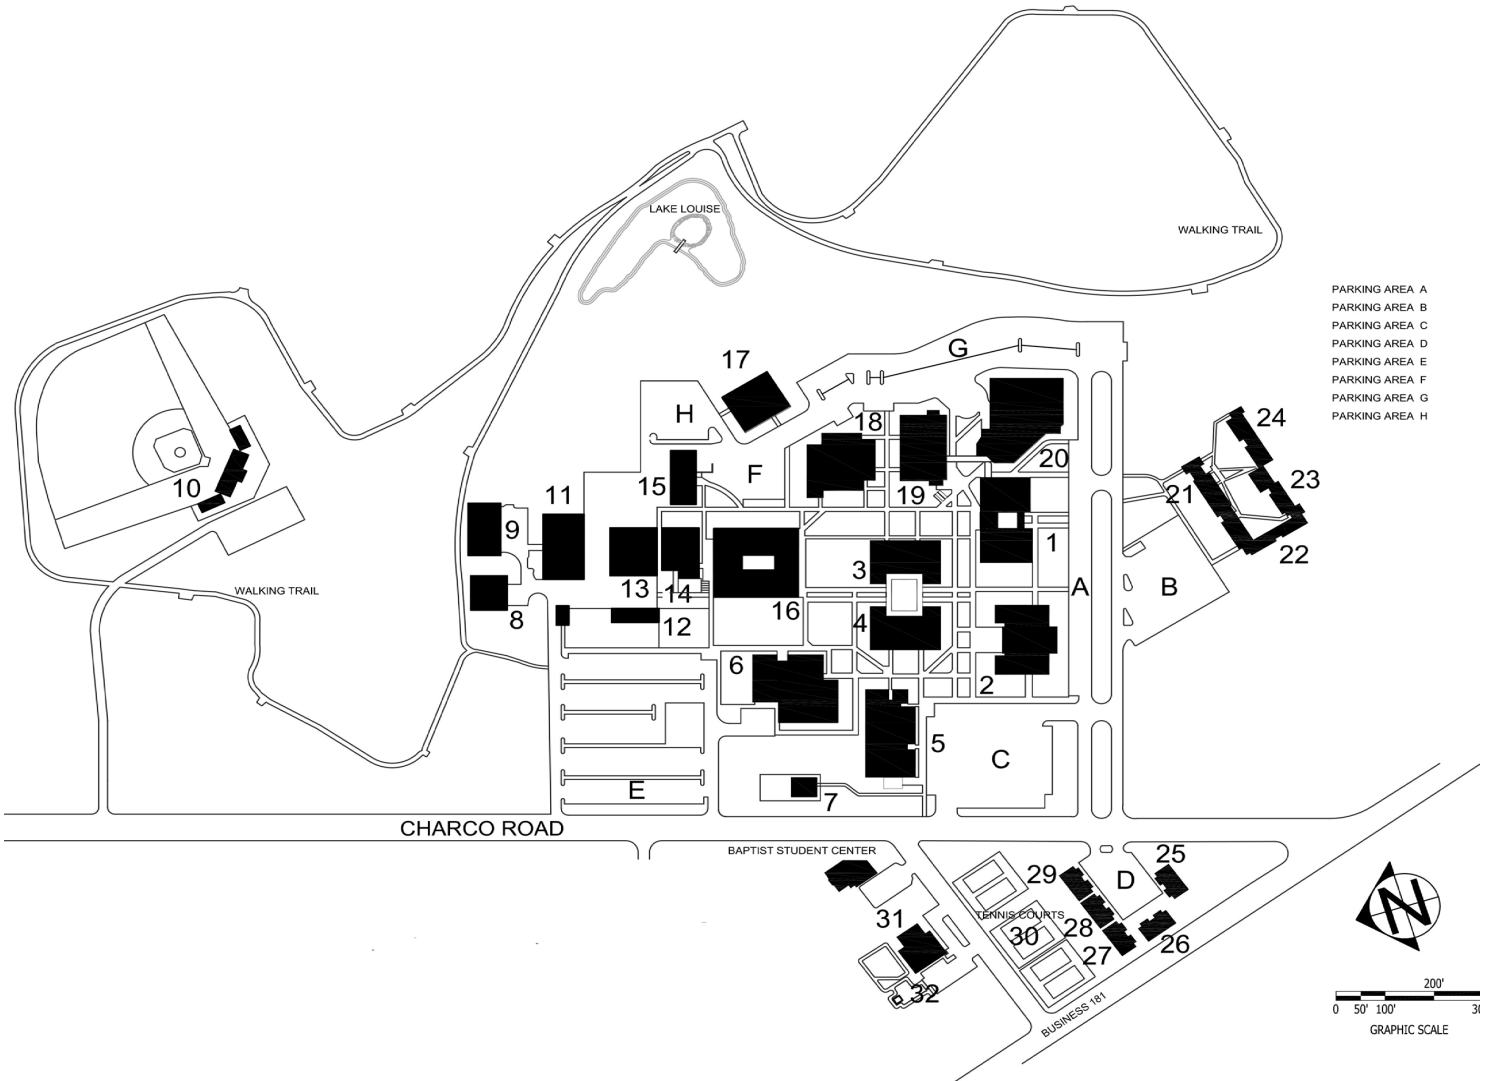 LAKE LOUISE
WALKING TRAIL
PARKING AREA A
PARKING AREA B
PARKING AREA C
PARKING AREA D
PARKING AREA E
PARKING AREA F
PARKING AREA G
PARKING AREA H
G
17
H
18
24
20
F
15
19
23
21
10
11
9
1
22
3
13
14
A
B
16
8
12
4
6
2
5
C
E
7
WALKING TRAIL
CHARCO ROAD
BAPTIST STUDENT CENTER
25
29
D
31
TENNIS COURTS
30
28
27
26
32
BUSINESS 181
N
200'
0 50' 100' 30
GRAPHIC SCALE